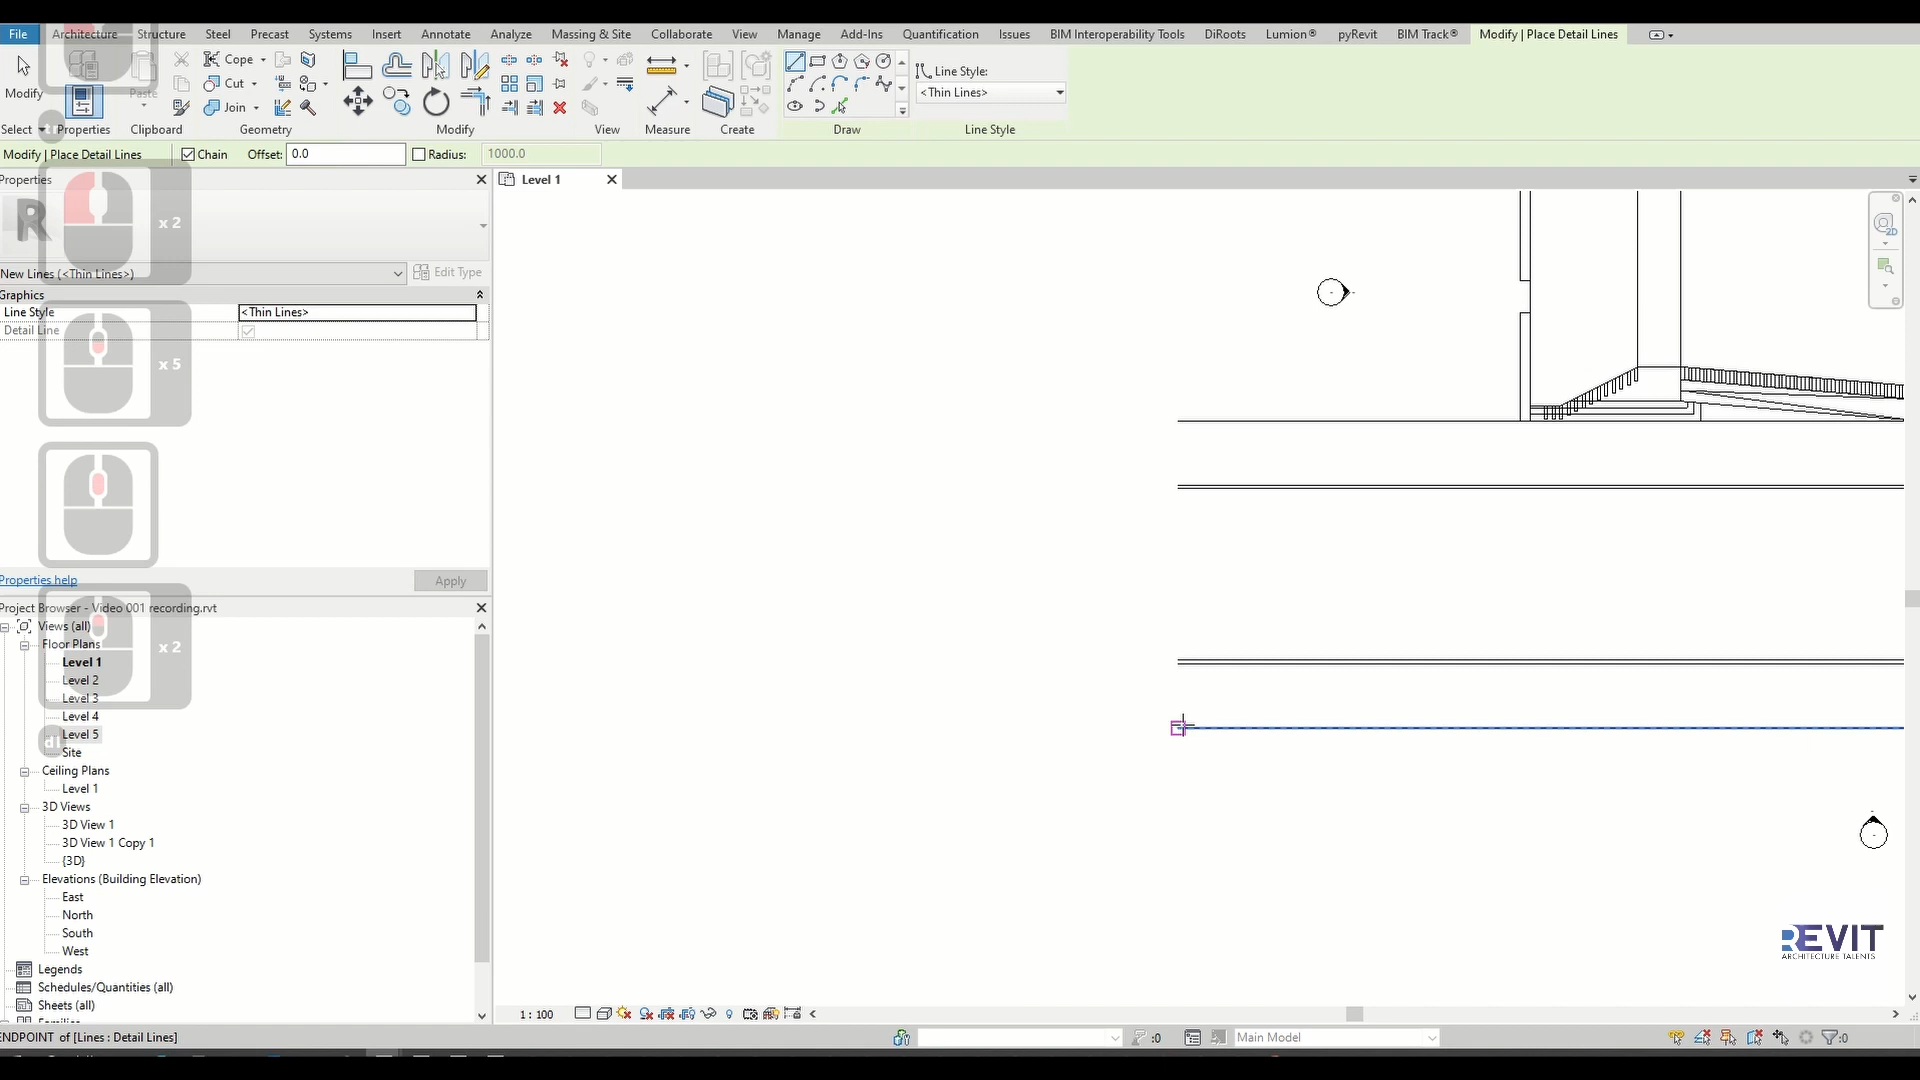 File Architecture Structure Steel Precast Systems Insert Annotate Analyze Massing & Site Collaborate View Manage Add-Ins Quantification Issues BIM Interoperability Tools DiRoots Lumion® pyRevit BIM Track® Modify | Place Detail Lines
Cope
Line Style:
Modify
Paste
Cut
<Thin Lines>
Join
Select Properties Clipboard Geometry Modify View Measure Create Draw Line Style
Modify | Place Detail Lines Chain Offset: 0.0 Radius: 1000.0
Properties
Level 1
R
x 2
2D
New Lines (<Thin Lines>) Edit Type
Graphics
Line Style <Thin Lines>
Detail Line
x 5
Properties help Apply
Project Browser - Video 001 recording.rvt
Views (all)
Floor Plans
x 2
Level 1
Level 2
Level 3
Level 4
Level 5
dl
Site
Ceiling Plans
Level 1
3D Views
3D View 1
3D View 1 Copy 1
{3D}
Elevations (Building Elevation)
East
North
South
West
Legends
Schedules/Quantities (all)
Sheets (all)
REVIT
ARCHITECTURE TALENTS
1 : 100
ENDPOINT of [Lines : Detail Lines] :0 Main Model :0